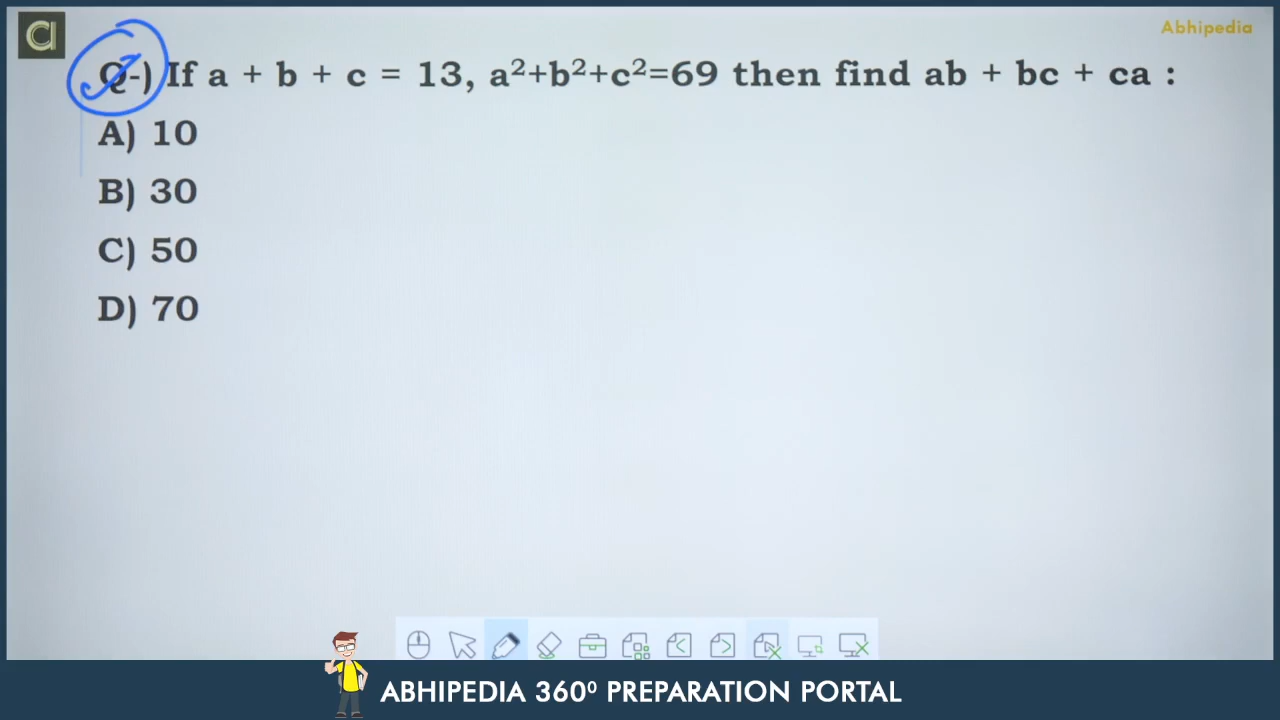 Abhipedia
Q-) If a + b + c = 13, a²+b²+c²=69 then find ab + bc + ca :
A) 10
B) 30
C) 50
D) 70
ABHIPEDIA 360⁰ PREPARATION PORTAL